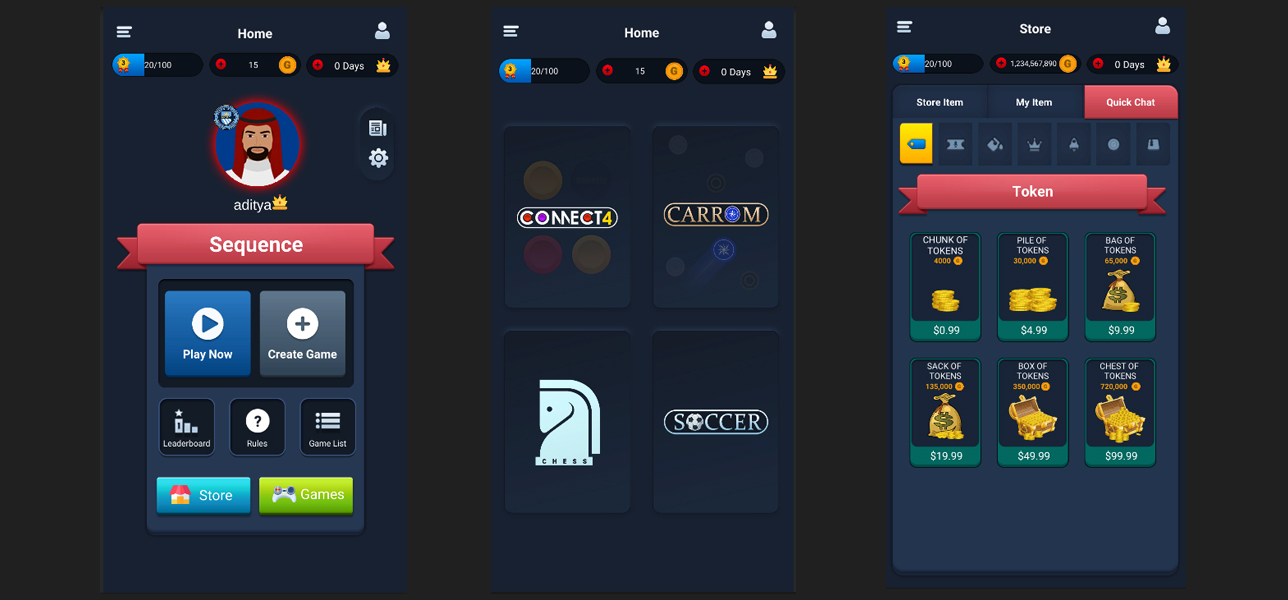 Home
3
20/100
15
G
0 Days
aditya
Sequence
Play Now
Create Game
Leaderboard
?
Rules
Game List
Store
Games
Home
3
20/100
15
G
0 Days
CONNECT4
CARROM
CHESS
SOCCER
Store
3
20/100
1,234,567,890
G
0 Days
Store Item
My Item
Quick Chat
Token
CHUNK OF
TOKENS
4000 G
$0.99
PILE OF
TOKENS
30,000 G
$4.99
BAG OF
TOKENS
65,000 G
$
$9.99
SACK OF
TOKENS
135,000 G
$
$19.99
BOX OF
TOKENS
350,000 G
$49.99
CHEST OF
TOKENS
720,000 G
$99.99